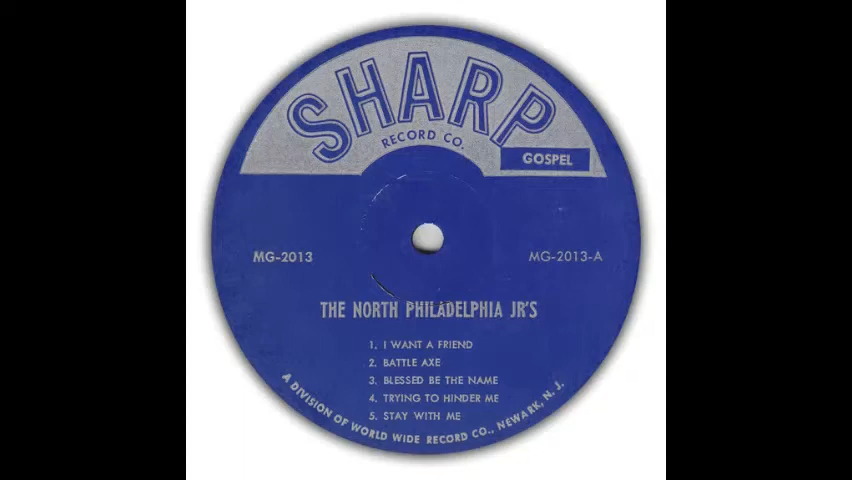 SHARP
RECORD CO.
GOSPEL
MG-2013
MG-2013-A
THE NORTH PHILADELPHIA JR'S
1. I WANT A FRIEND
2. BATTLE AXE
3. BLESSED BE THE NAME
4. TRYING TO HINDER ME
5. STAY WITH ME
A DIVISION OF WORLD WIDE RECORD CO., NEWARK, N. J.